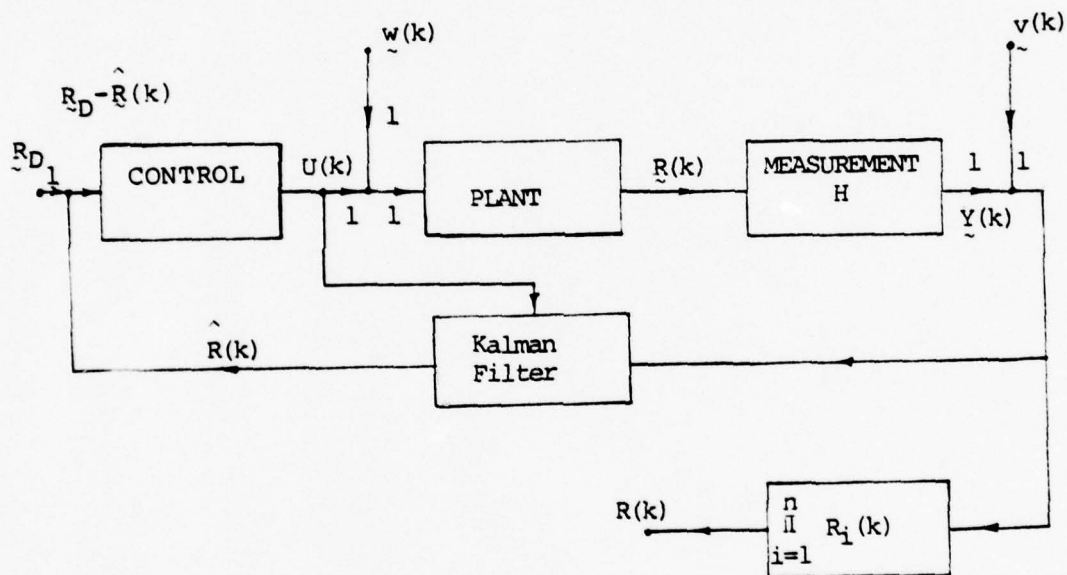 w(k)
v(k)
R_D-R̂(k)
1
R_D 1
CONTROL
U(k)
1 1
PLANT
R(k)
MEASUREMENT
H
1 1
Y(k)
R̂(k)
Kalman
Filter
R(k)
n
Π R_i(k)
i=1